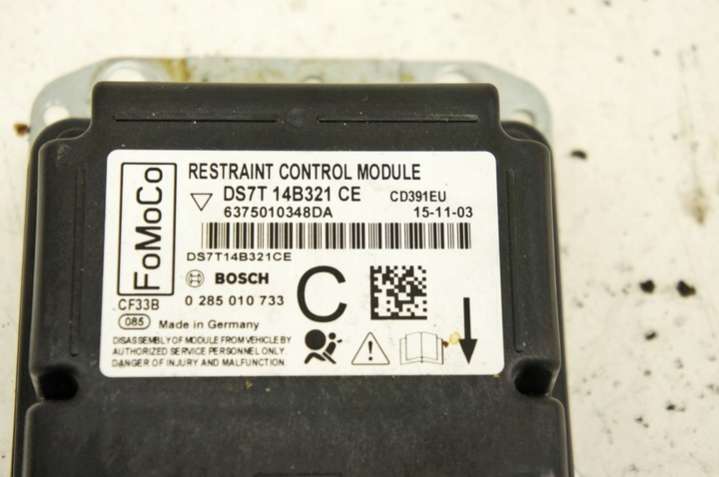 FoMoCo
RESTRAINT CONTROL MODULE
DS7T 14B321 CE CD391EU
6375010348DA 15-11-03
DS7T14B321CE
BOSCH
0 285 010 733
C
CF33B
085 Made in Germany
DISASSEMBLY OF MODULE FROM VEHICLE BY
AUTHORIZED SERVICE PERSONNEL ONLY.
DANGER OF INJURY AND MALFUNCTION.